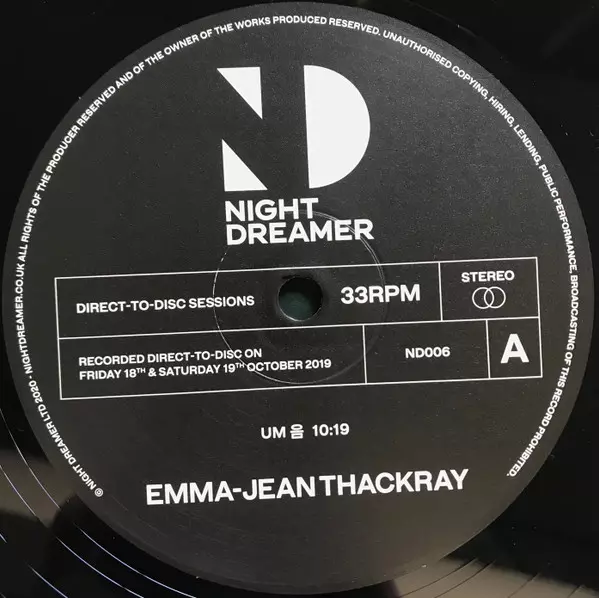 ND
NIGHT
DREAMER
DIRECT-TO-DISC SESSIONS
33RPM
STEREO
RECORDED DIRECT-TO-DISC ON
FRIDAY 18TH & SATURDAY 19TH OCTOBER 2019
ND006
A
UM 음 10:19
EMMA-JEAN THACKRAY
© NIGHT DREAMER LTD 2020 - NIGHTDREAMER.CO.UK ALL RIGHTS OF THE PRODUCER RESERVED AND OF THE OWNER OF THE WORKS PRODUCED RESERVED. UNAUTHORISED COPYING, HIRING, LENDING, PUBLIC PERFORMANCE, BROADCASTING OF THIS RECORD PROHIBITED.